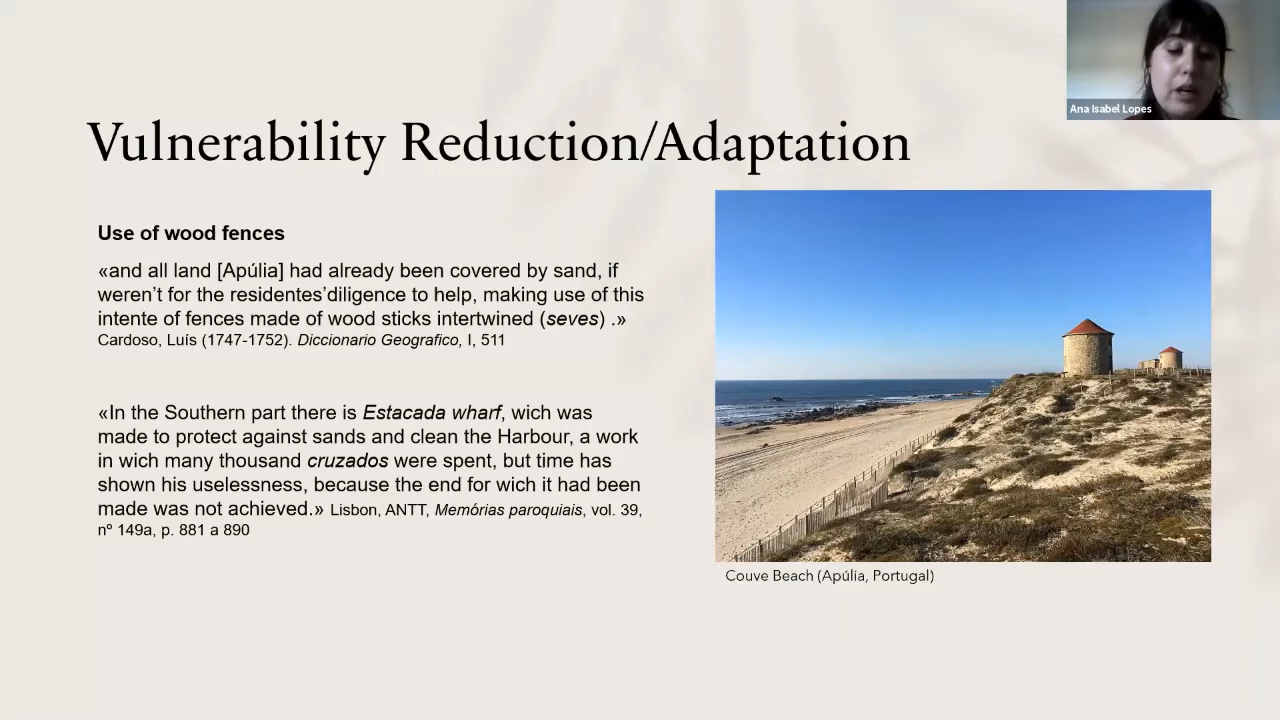 Ana Isabel Lopes
Vulnerability Reduction/Adaptation
Use of wood fences
«and all land [Apúlia] had already been covered by sand, if
weren’t for the residentes’diligence to help, making use of this
intente of fences made of wood sticks intertwined (seves) .»
Cardoso, Luís (1747-1752). Diccionario Geografico, I, 511
«In the Southern part there is Estacada wharf, wich was
made to protect against sands and clean the Harbour, a work
in wich many thousand cruzados were spent, but time has
shown his uselessness, because the end for wich it had been
made was not achieved.» Lisbon, ANTT, Memórias paroquiais, vol. 39,
nº 149a, p. 881 a 890
Couve Beach (Apúlia, Portugal)